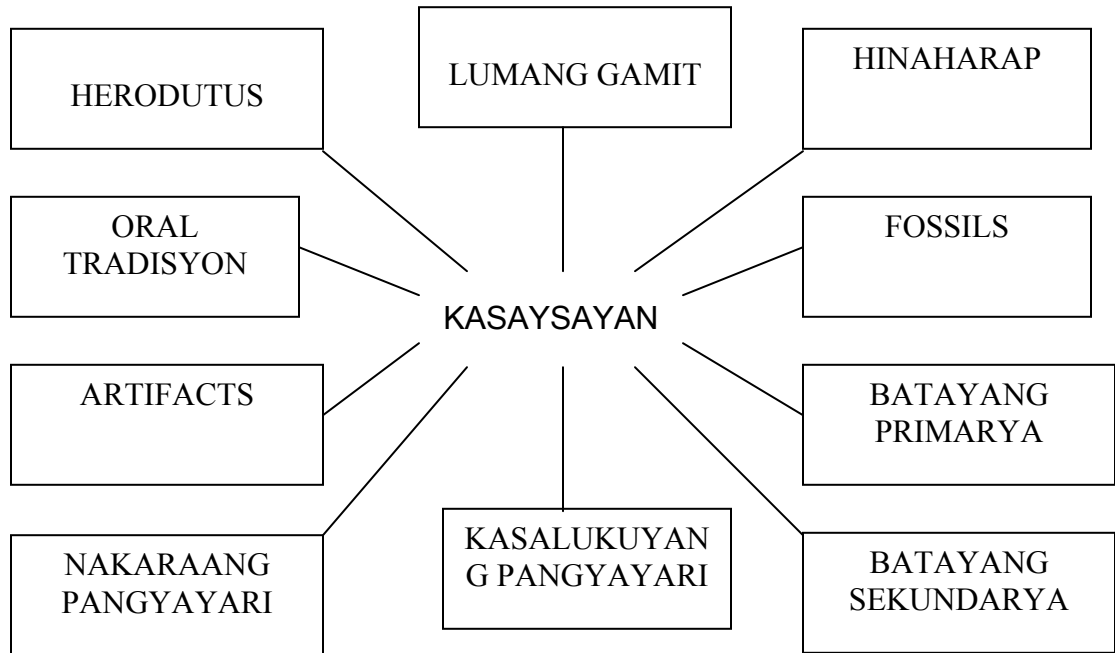 HERODUTUS
LUMANG GAMIT
HINAHARAP
ORAL
TRADISYON
FOSSILS
KASAYSAYAN
ARTIFACTS
BATAYANG
PRIMARYA
NAKARAANG
PANGYAYARI
KASALUKUYAN
G PANGYAYARI
BATAYANG
SEKUNDARYA